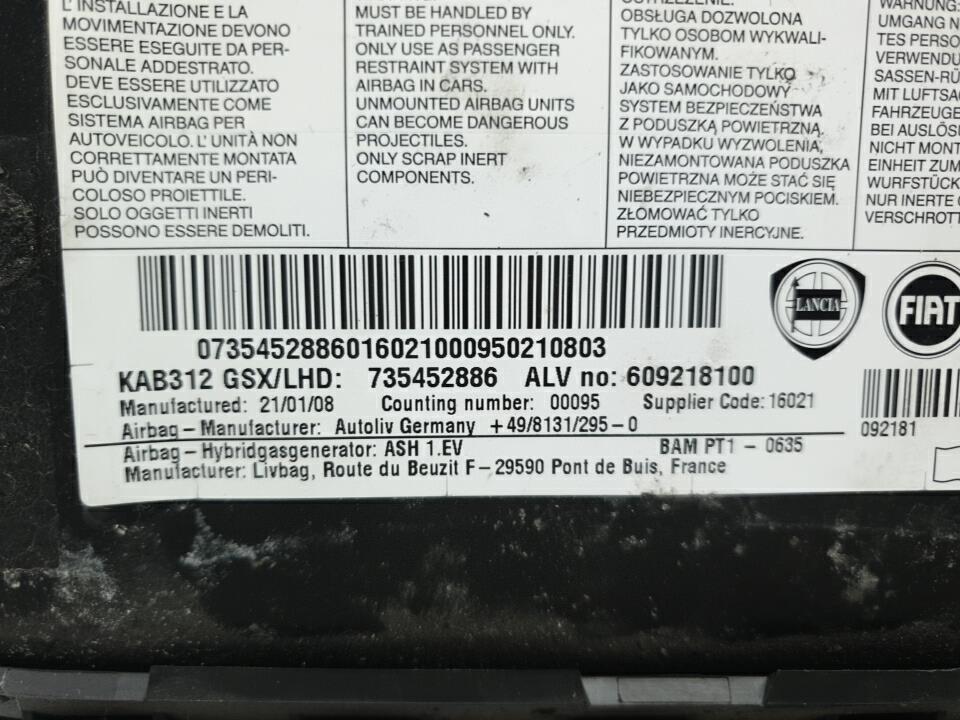 L'INSTALLAZIONE E LA
MOVIMENTAZIONE DEVONO
ESSERE ESEGUITE DA PER-
SONALE ADDESTRATO.
DEVE ESSERE UTILIZZATO
ESCLUSIVAMENTE COME
SISTEMA AIRBAG PER
AUTOVEICOLO. L' UNITÀ NON
CORRETTAMENTE MONTATA
PUÒ DIVENTARE UN PERI-
COLOSO PROIETTILE.
SOLO OGGETTI INERTI
POSSONO ESSERE DEMOLITI.
MUST BE HANDLED BY
TRAINED PERSONNEL ONLY.
ONLY USE AS PASSENGER
RESTRAINT SYSTEM WITH
AIRBAG IN CARS.
UNMOUNTED AIRBAG UNITS
CAN BECOME DANGEROUS
PROJECTILES.
ONLY SCRAP INERT
COMPONENTS.
OSTRZEŻENIE:
OBSŁUGA DOZWOLONA
TYLKO OSOBOM WYKWALI-
FIKOWANYM.
ZASTOSOWANIE TYLKO
JAKO SAMOCHODOWY
SYSTEM BEZPIECZEŃSTWA
Z PODUSZKĄ POWIETRZNĄ.
W WYPADKU WYZWOLENIA,
NIEZAMONTOWANA PODUSZKA
POWIETRZNA MOŻE STAĆ SIĘ
NIEBEZPIECZNYM POCISKIEM.
ZŁOMOWAĆ TYLKO
PRZEDMIOTY INERCYJNE.
WARNUNG:
UMGANG N
TES PERSO
VERWENDU
SASSEN-RÜ
MIT LUFTSA
FAHRZEUGE
BEI AUSLÖSU
NICHT MONT
EINHEIT ZUM
WURFSTÜCK
NUR INERTE
VERSCHROTT
LANCIA
FIAT
0735452886016021000950210803
KAB312 GSX/LHD: 735452886 ALV no: 609218100
Manufactured: 21/01/08 Counting number: 00095 Supplier Code: 16021
Airbag - Manufacturer: Autoliv Germany +49/8131/295-0
Airbag - Hybridgasgenerator: ASH 1.EV BAM PT1 - 0635
Manufacturer: Livbag, Route du Beuzit F-29590 Pont de Buis, France
092181